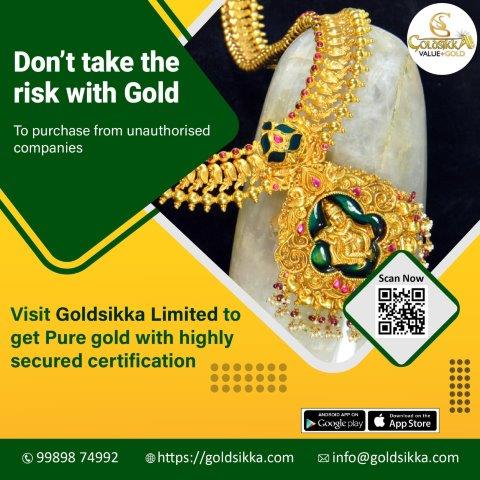 GOLDSIKKA
VALUE+GOLD
Don't take the
risk with Gold
To purchase from unauthorised
companies
Scan Now
Visit Goldsikka Limited to
get Pure gold with highly
secured certification
ANDROID APP ON
Google play
Download on the
App Store
99898 74992
https://goldsikka.com
info@goldsikka.com